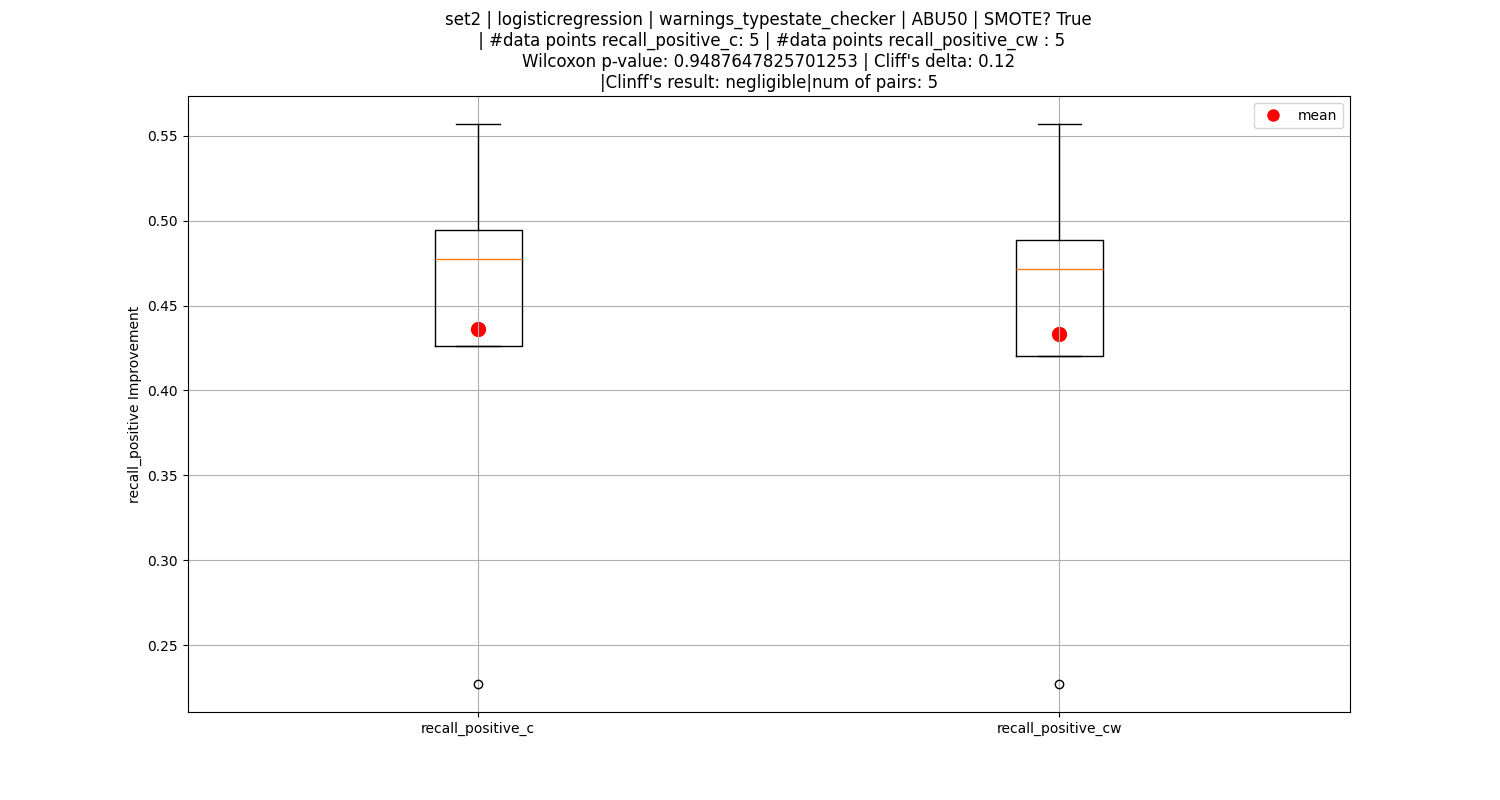 set2 | logisticregression | warnings_typestate_checker | ABU50 | SMOTE? True
| #data points recall_positive_c: 5 | #data points recall_positive_cw : 5
Wilcoxon p-value: 0.9487647825701253 | Cliff's delta: 0.12
|Clinff's result: negligible|num of pairs: 5
mean
recall_positive Improvement
0.55
0.50
0.45
0.40
0.35
0.30
0.25
recall_positive_c
recall_positive_cw